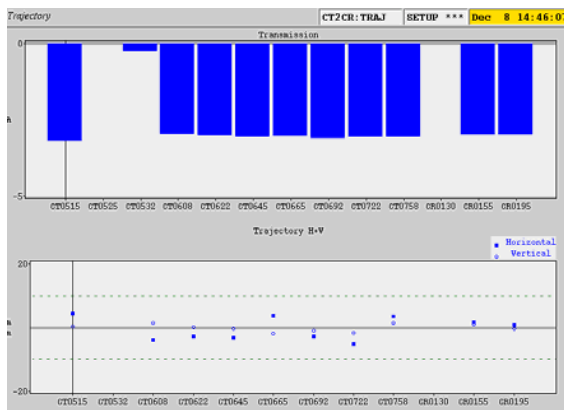 Trajectory
CT2CR:TRAJ SETUP *** Dec 8 14:46:07
Transmission
0
-5
CT0515 CT0525 CT0532 CT0608 CT0622 CT0645 CT0665 CT0692 CT0722 CT0758 CR0130 CR0155 CR0195
Trajectory H+V
Horizontal
Vertical
20
-20
CT0515 CT0532 CT0608 CT0622 CT0645 CT0665 CT0692 CT0722 CT0758 CR0130 CR0155 CR0195